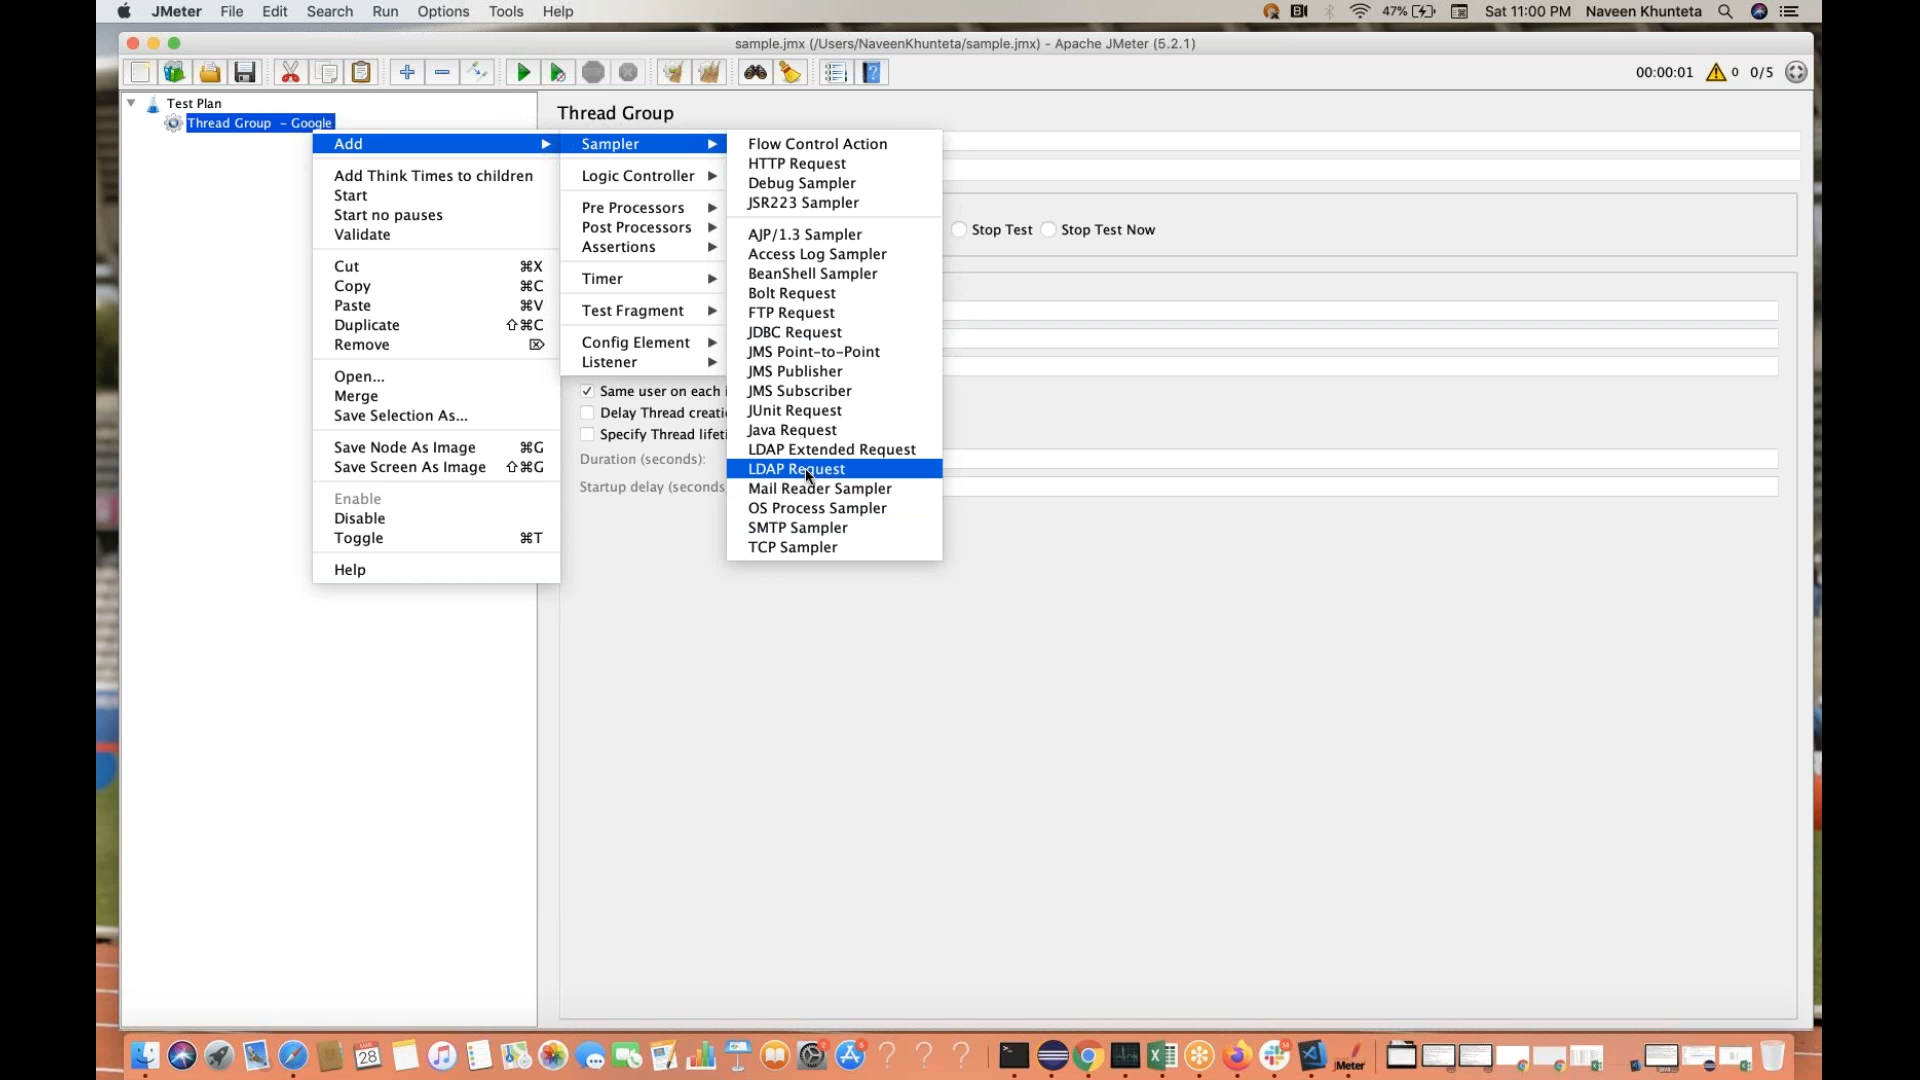 JMeter File Edit Search Run Options Tools Help
47% Sat 11:00 PM Naveen Khunteta
sample.jmx (/Users/NaveenKhunteta/sample.jmx) - Apache JMeter (5.2.1)
00:00:01 0 0/5
Test Plan
Thread Group - Google
Thread Group
Add
Add Think Times to children
Start
Start no pauses
Validate
Cut ⌘X
Copy ⌘C
Paste ⌘V
Duplicate ⇧⌘C
Remove ⌦
Open...
Merge
Save Selection As...
Save Node As Image ⌘G
Save Screen As Image ⇧⌘G
Enable
Disable
Toggle ⌘T
Help
Sampler
Logic Controller
Pre Processors
Post Processors
Assertions
Timer
Test Fragment
Config Element
Listener
Flow Control Action
HTTP Request
Debug Sampler
JSR223 Sampler
AJP/1.3 Sampler
Access Log Sampler
BeanShell Sampler
Bolt Request
FTP Request
JDBC Request
JMS Point-to-Point
JMS Publisher
JMS Subscriber
JUnit Request
Java Request
LDAP Extended Request
LDAP Request
Mail Reader Sampler
OS Process Sampler
SMTP Sampler
TCP Sampler
Stop Test Stop Test Now
Same user on each
Delay Thread
Specify Thread
Duration (seconds):
Startup delay (seconds
28
JMeter